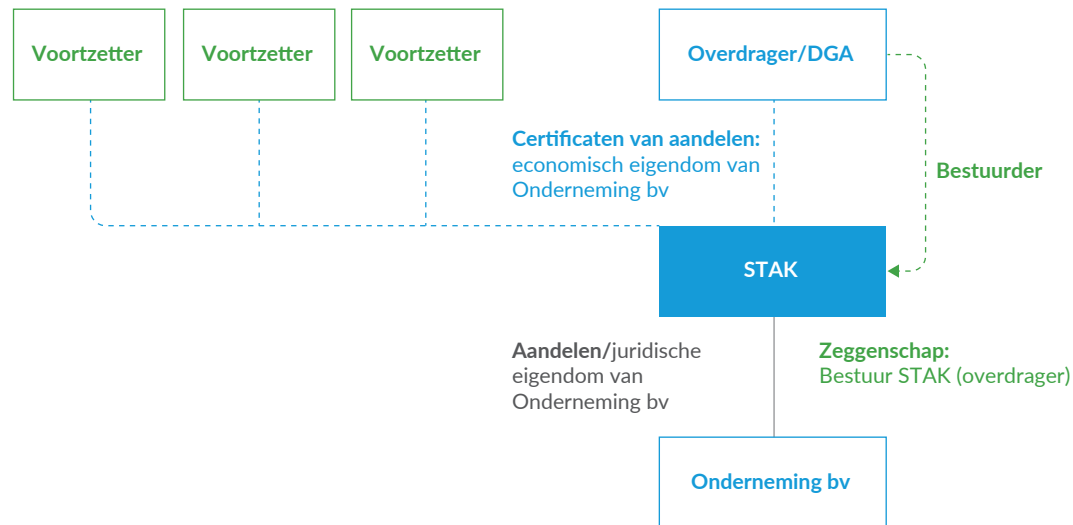 Voortzetter
Voortzetter
Voortzetter
Overdrager/DGA
Certificaten van aandelen:
economisch eigendom van
Onderneming bv
Bestuurder
STAK
Aandelen/juridische
eigendom van
Onderneming bv
Zeggenschap:
Bestuur STAK (overdrager)
Onderneming bv